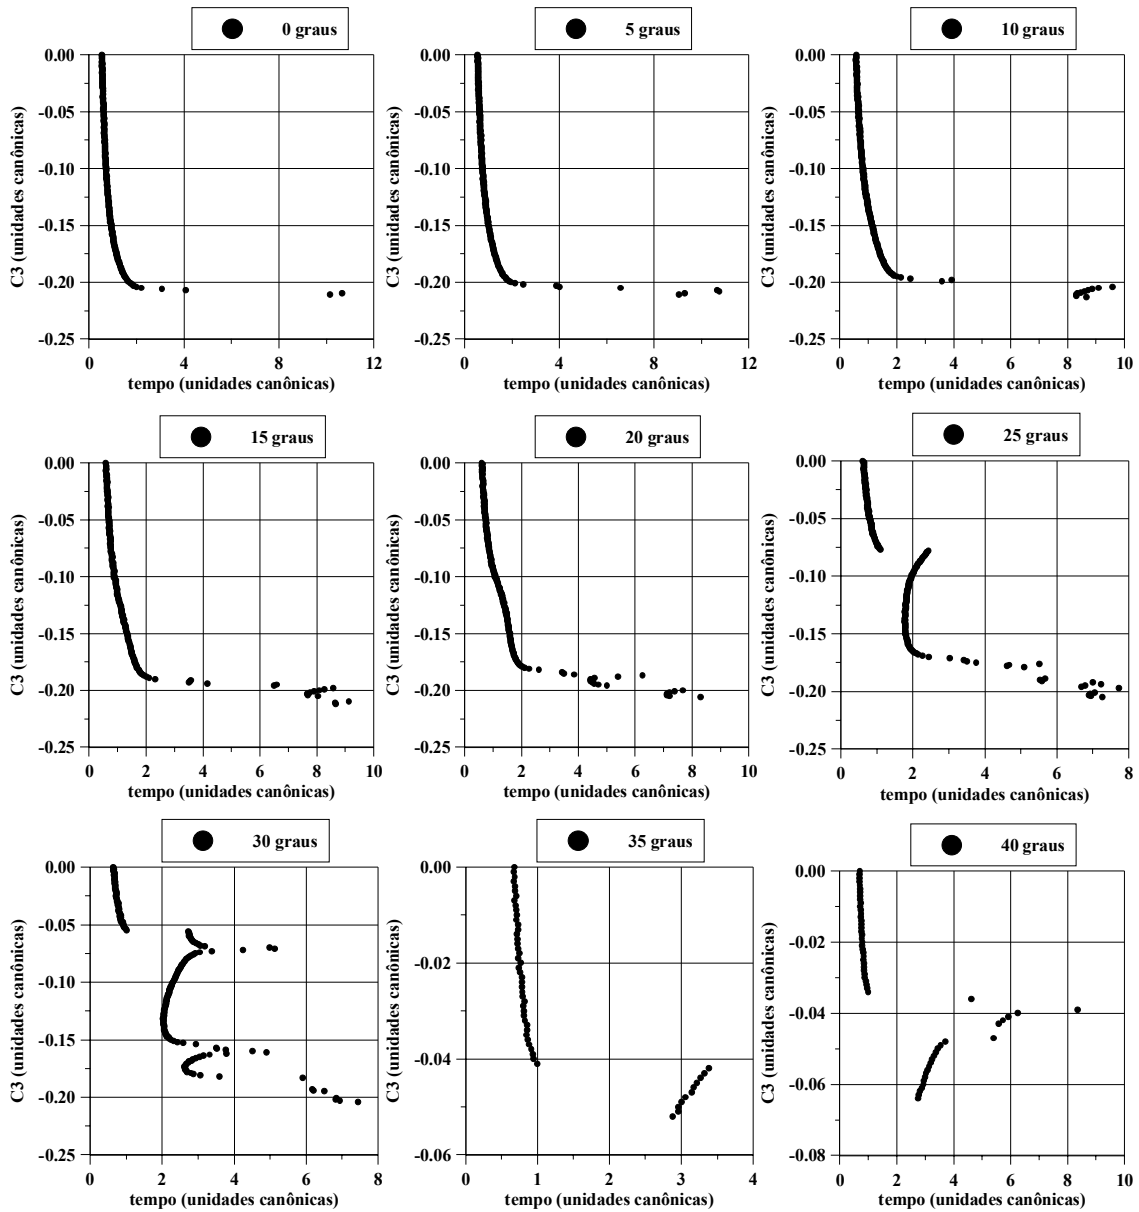 0 graus
5 graus
10 graus
0.00
-0.05
-0.10
-0.15
-0.20
-0.25
C3 (unidades canônicas)
0 4 8 12
tempo (unidades canônicas)
0.00
-0.05
-0.10
-0.15
-0.20
-0.25
C3 (unidades canônicas)
0 4 8 12
tempo (unidades canônicas)
0.00
-0.05
-0.10
-0.15
-0.20
-0.25
C3 (unidades canônicas)
0 2 4 6 8 10
tempo (unidades canônicas)
15 graus
20 graus
25 graus
0.00
-0.05
-0.10
-0.15
-0.20
-0.25
C3 (unidades canônicas)
0 2 4 6 8 10
tempo (unidades canônicas)
0.00
-0.05
-0.10
-0.15
-0.20
-0.25
C3 (unidades canônicas)
0 2 4 6 8 10
tempo (unidades canônicas)
0.00
-0.05
-0.10
-0.15
-0.20
-0.25
C3 (unidades canônicas)
0 2 4 6 8
tempo (unidades canônicas)
30 graus
35 graus
40 graus
0.00
-0.05
-0.10
-0.15
-0.20
-0.25
C3 (unidades canônicas)
0 2 4 6 8
tempo (unidades canônicas)
0.00
-0.02
-0.04
-0.06
C3 (unidades canônicas)
0 1 3 4
tempo (unidades canônicas)
0.00
-0.02
-0.04
-0.06
-0.08
C3 (unidades canônicas)
0 2 4 6 8 10
tempo (unidades canônicas)